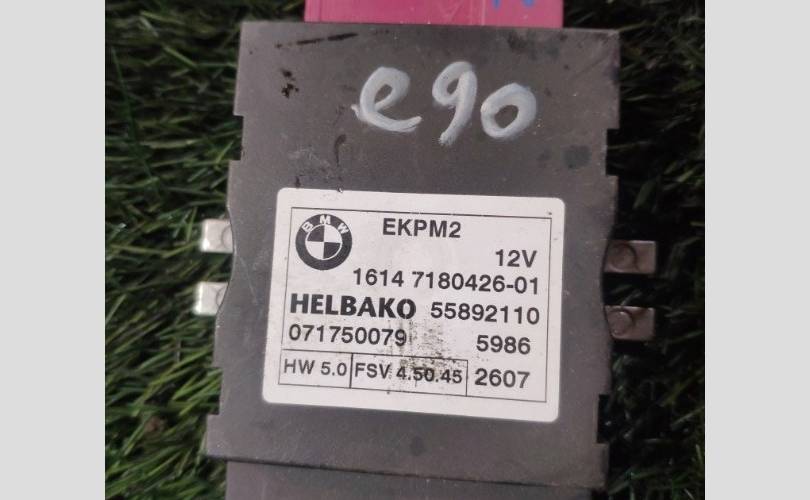 e90
BMW
EKPM2
12V
1614 7180426-01
HELBAKO 55892110
071750079 5986
HW 5.0 FSV 4.50.45 2607